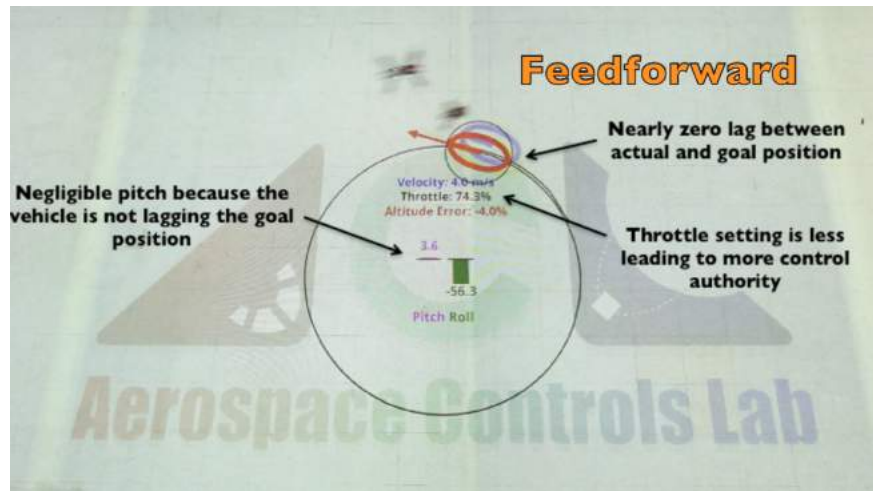 Feedforward
Nearly zero lag between
actual and goal position
Velocity: 4.0 m/s
Throttle: 74.3%
Altitude Error: -4.0%
Negligible pitch because the
vehicle is not lagging the goal
position
Throttle setting is less
leading to more control
authority
3.6
-56.3
Pitch Roll
Aerospace Controls Lab